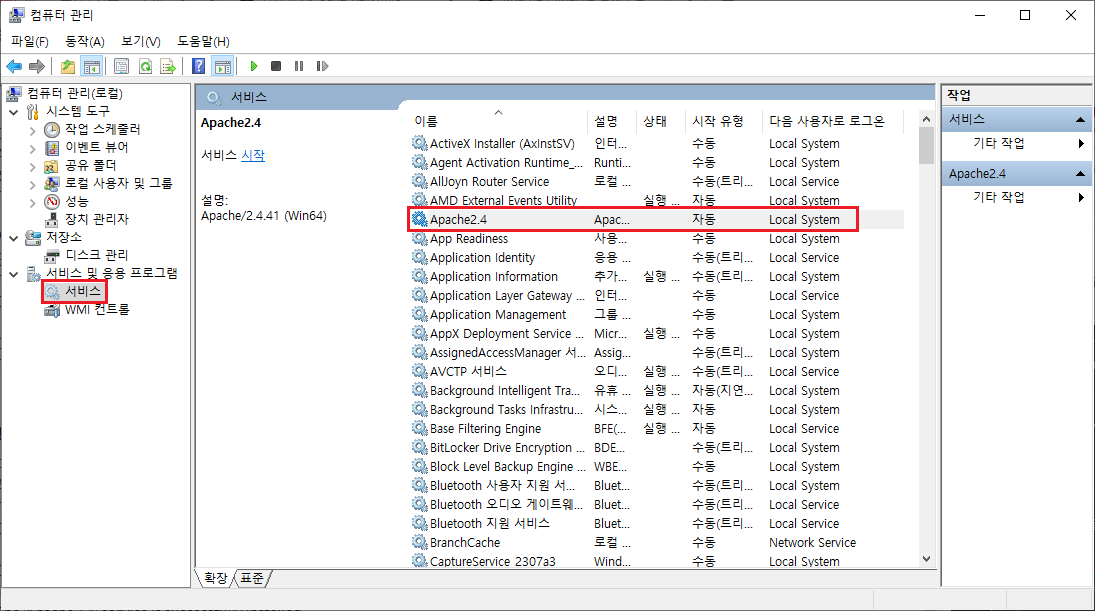 컴퓨터 관리
파일(F) 동작(A) 보기(V) 도움말(H)
컴퓨터 관리(로컬)
시스템 도구
작업 스케줄러
이벤트 뷰어
공유 폴더
로컬 사용자 및 그룹
성능
장치 관리자
저장소
디스크 관리
서비스 및 응용 프로그램
서비스
WMI 컨트롤
서비스
Apache2.4
서비스 시작
설명:
Apache/2.4.41 (Win64)
이름 설명 상태 시작 유형 다음 사용자로 로그온
ActiveX Installer (AxInstSV) 인터... 수동 Local System
Agent Activation Runtime_... Runti... 수동 Local System
AllJoyn Router Service 로컬 ... 수동(트리... Local Service
AMD External Events Utility 실행 ... 자동 Local System
Apache2.4 Apac... 자동 Local System
App Readiness 사용... 수동 Local System
Application Identity 응용 ... 수동(트리... Local Service
Application Information 추가... 실행 ... 수동(트리... Local System
Application Layer Gateway ... 인터... 수동 Local Service
Application Management 그룹 ... 수동 Local System
AppX Deployment Service ... Micr... 실행 ... 수동 Local System
AssignedAccessManager 서... Assig... 수동(트리... Local System
AVCTP 서비스 오디... 실행 ... 수동(트리... Local Service
Background Intelligent Tra... 유휴 ... 실행 ... 자동(지연... Local System
Background Tasks Infrastru... 시스... 실행 ... 자동 Local System
Base Filtering Engine BFE(... 실행 ... 자동 Local Service
BitLocker Drive Encryption ... BDE... 수동(트리... Local System
Block Level Backup Engine ... WBE... 수동 Local System
Bluetooth 사용자 지원 서... Bluet... 수동(트리... Local System
Bluetooth 오디오 게이트웨... Bluet... 수동(트리... Local Service
Bluetooth 지원 서비스 Bluet... 수동(트리... Local Service
BranchCache 로컬 ... 수동 Network Service
CaptureService 2307a3 Wind... 수동 Local System
확장 표준
작업
서비스
기타 작업
Apache2.4
기타 작업